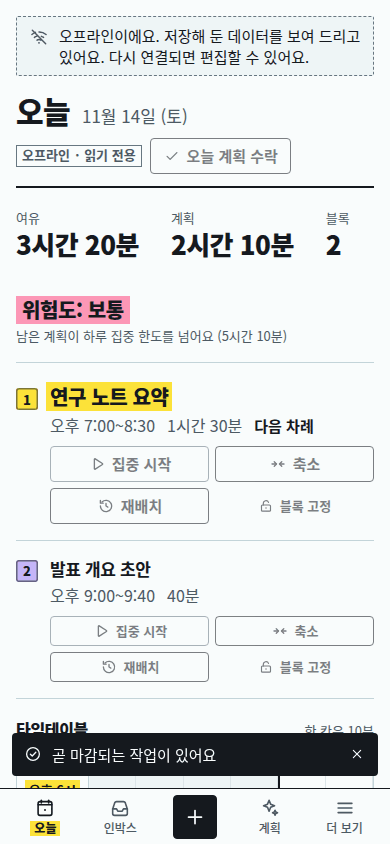 오프라인이에요. 저장해 둔 데이터를 보여 드리고
있어요. 다시 연결되면 편집할 수 있어요.
오늘 11월 14일 (토)
오프라인 · 읽기 전용 오늘 계획 수락
여유 계획 블록
3시간 20분 2시간 10분 2
위험도: 보통
남은 계획이 하루 집중 한도를 넘어요 (5시간 10분)
1 연구 노트 요약
오후 7:00~8:30 1시간 30분 다음 차례
집중 시작 축소
재배치 블록 고정
2 발표 개요 초안
오후 9:00~9:40 40분
집중 시작 축소
재배치 블록 고정
타임테이블 한 칸은 10분
곧 마감되는 작업이 있어요
오늘 인박스 계획 더 보기